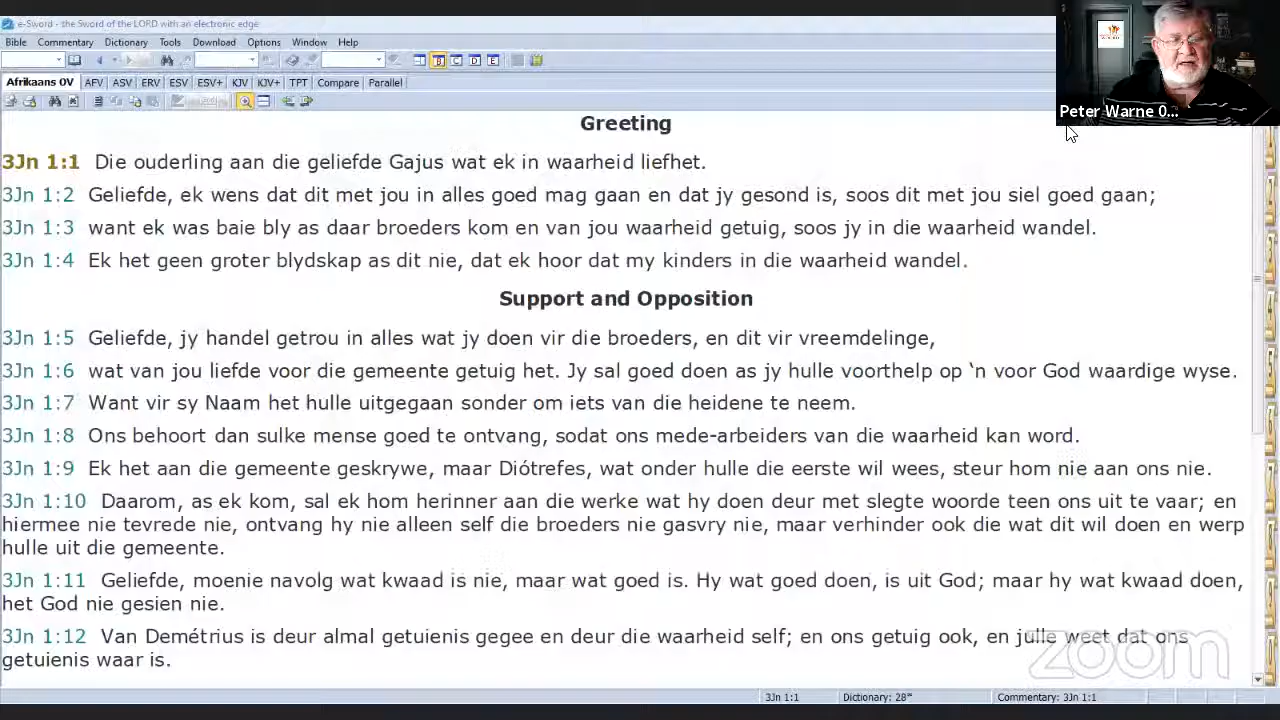 e-Sword - the Sword of the LORD with an electronic edge
Bible Commentary Dictionary Tools Download Options Window Help
Afrikaans OV AFV ASV ERV ESV ESV+ KJV KJV+ TPT Compare Parallel
Peter Warne 0...
Greeting
3Jn 1:1 Die ouderling aan die geliefde Gajus wat ek in waarheid liefhet.
3Jn 1:2 Geliefde, ek wens dat dit met jou in alles goed mag gaan en dat jy gesond is, soos dit met jou siel goed gaan;
3Jn 1:3 want ek was baie bly as daar broeders kom en van jou waarheid getuig, soos jy in die waarheid wandel.
3Jn 1:4 Ek het geen groter blydskap as dit nie, dat ek hoor dat my kinders in die waarheid wandel.
Support and Opposition
3Jn 1:5 Geliefde, jy handel getrou in alles wat jy doen vir die broeders, en dit vir vreemdelinge,
3Jn 1:6 wat van jou liefde voor die gemeente getuig het. Jy sal goed doen as jy hulle voorthelp op ‘n voor God waardige wyse.
3Jn 1:7 Want vir sy Naam het hulle uitgegaan sonder om iets van die heidene te neem.
3Jn 1:8 Ons behoort dan sulke mense goed te ontvang, sodat ons mede-arbeiders van die waarheid kan word.
3Jn 1:9 Ek het aan die gemeente geskrywe, maar Diótrefes, wat onder hulle die eerste wil wees, steur hom nie aan ons nie.
3Jn 1:10 Daarom, as ek kom, sal ek hom herinner aan die werke wat hy doen deur met slegte woorde teen ons uit te vaar; en
hiermee nie tevrede nie, ontvang hy nie alleen self die broeders nie gasvry nie, maar verhinder ook die wat dit wil doen en werp
hulle uit die gemeente.
3Jn 1:11 Geliefde, moenie navolg wat kwaad is nie, maar wat goed is. Hy wat goed doen, is uit God; maar hy wat kwaad doen,
het God nie gesien nie.
3Jn 1:12 Van Demétrius is deur almal getuienis gegee en deur die waarheid self; en ons getuig ook, en julle weet dat ons
getuienis waar is.
zoom
3Jn 1:1 Dictionary: 28* Commentary: 3Jn 1:1